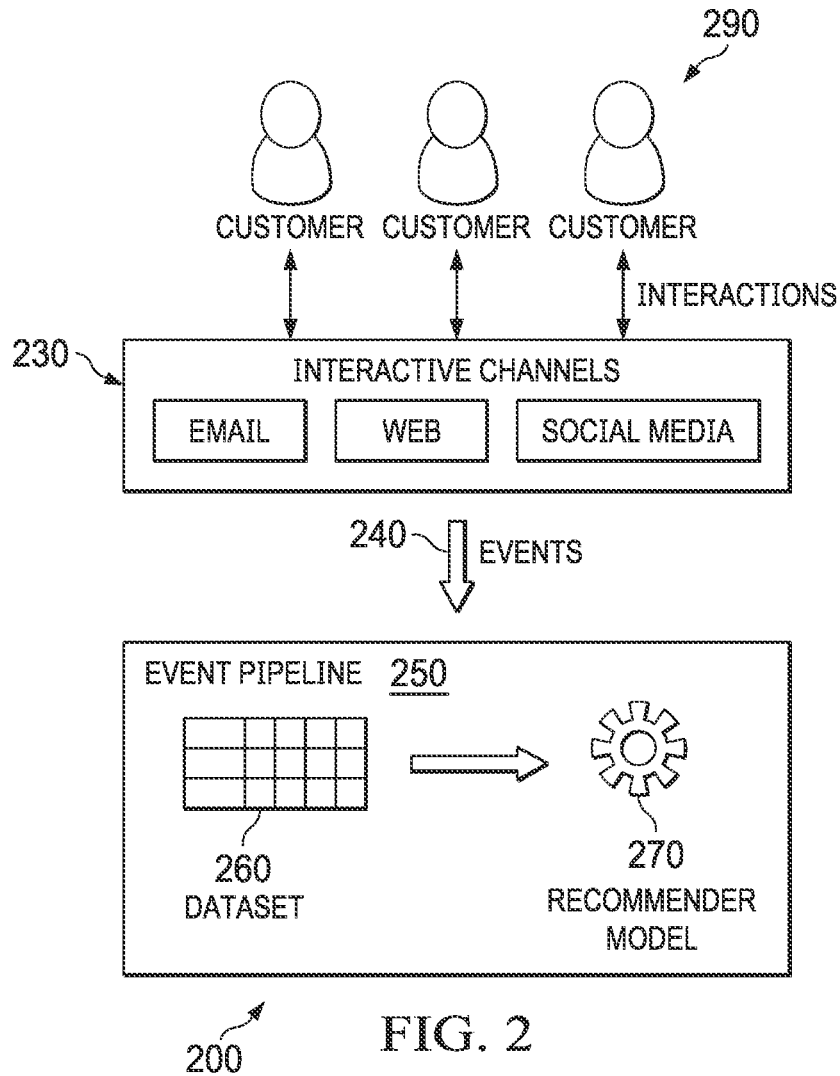 290
CUSTOMER CUSTOMER CUSTOMER
INTERACTIONS
230
INTERACTIVE CHANNELS
EMAIL WEB SOCIAL MEDIA
240 EVENTS
EVENT PIPELINE 250
260 270
DATASET RECOMMENDER
MODEL
200 FIG. 2